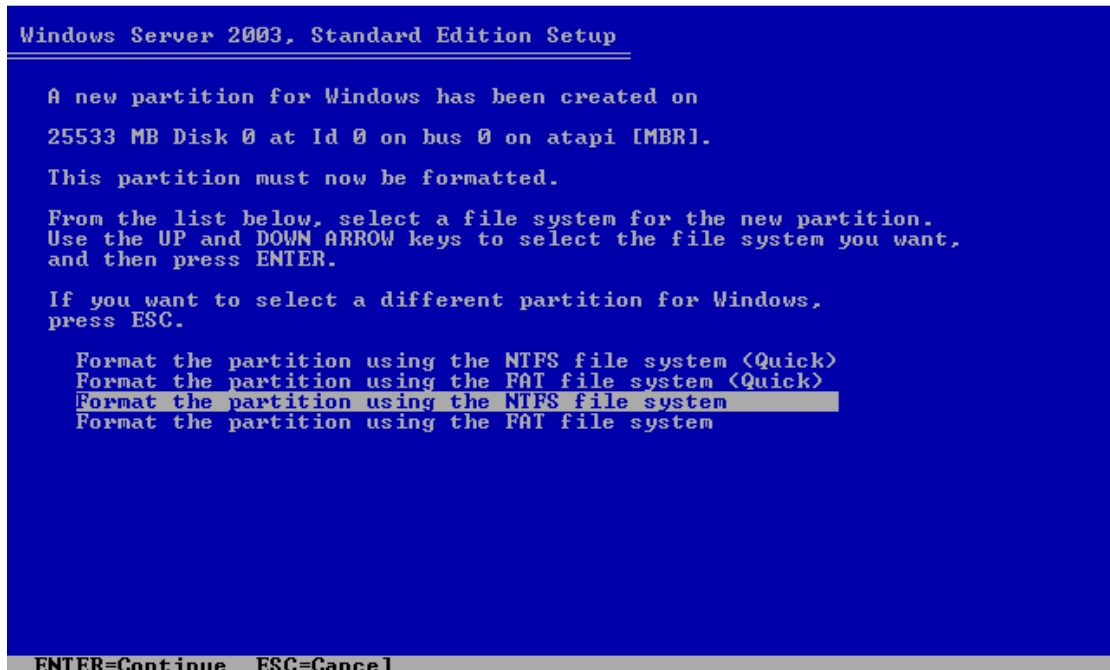 Windows Server 2003, Standard Edition Setup
A new partition for Windows has been created on
25533 MB Disk 0 at Id 0 on bus 0 on atapi [MBR].
This partition must now be formatted.
From the list below, select a file system for the new partition.
Use the UP and DOWN ARROW keys to select the file system you want,
and then press ENTER.
If you want to select a different partition for Windows,
press ESC.
Format the partition using the NTFS file system (Quick)
Format the partition using the FAT file system (Quick)
Format the partition using the NTFS file system
Format the partition using the FAT file system
ENTER=Continue ESC=Cancel